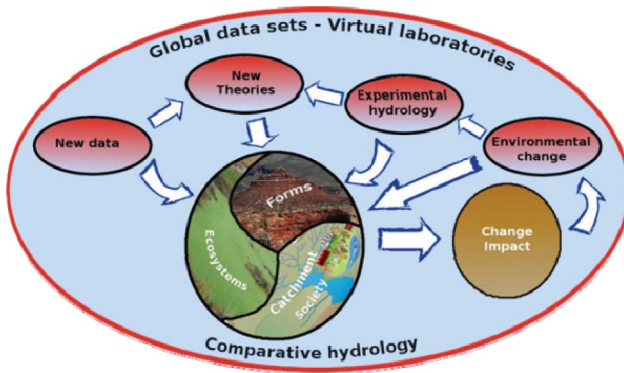 Global data sets - Virtual laboratories
New
Theories
Experimental
hydrology
New data
Environmental
change
Forms
Ecosystems
Catchment
Society
Change
Impact
Comparative hydrology